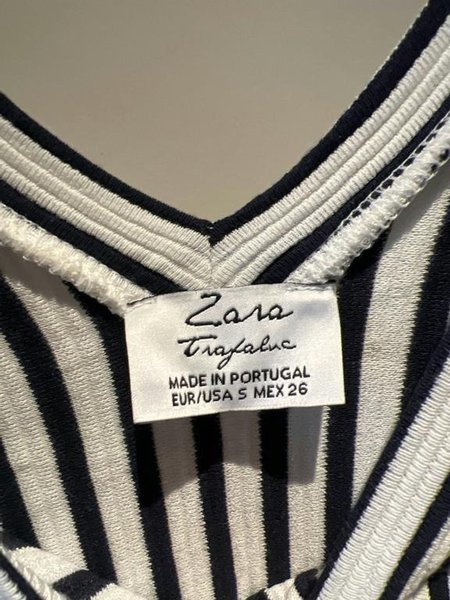 Zara
Trafaluc
MADE IN PORTUGAL
EUR/USA S MEX 26